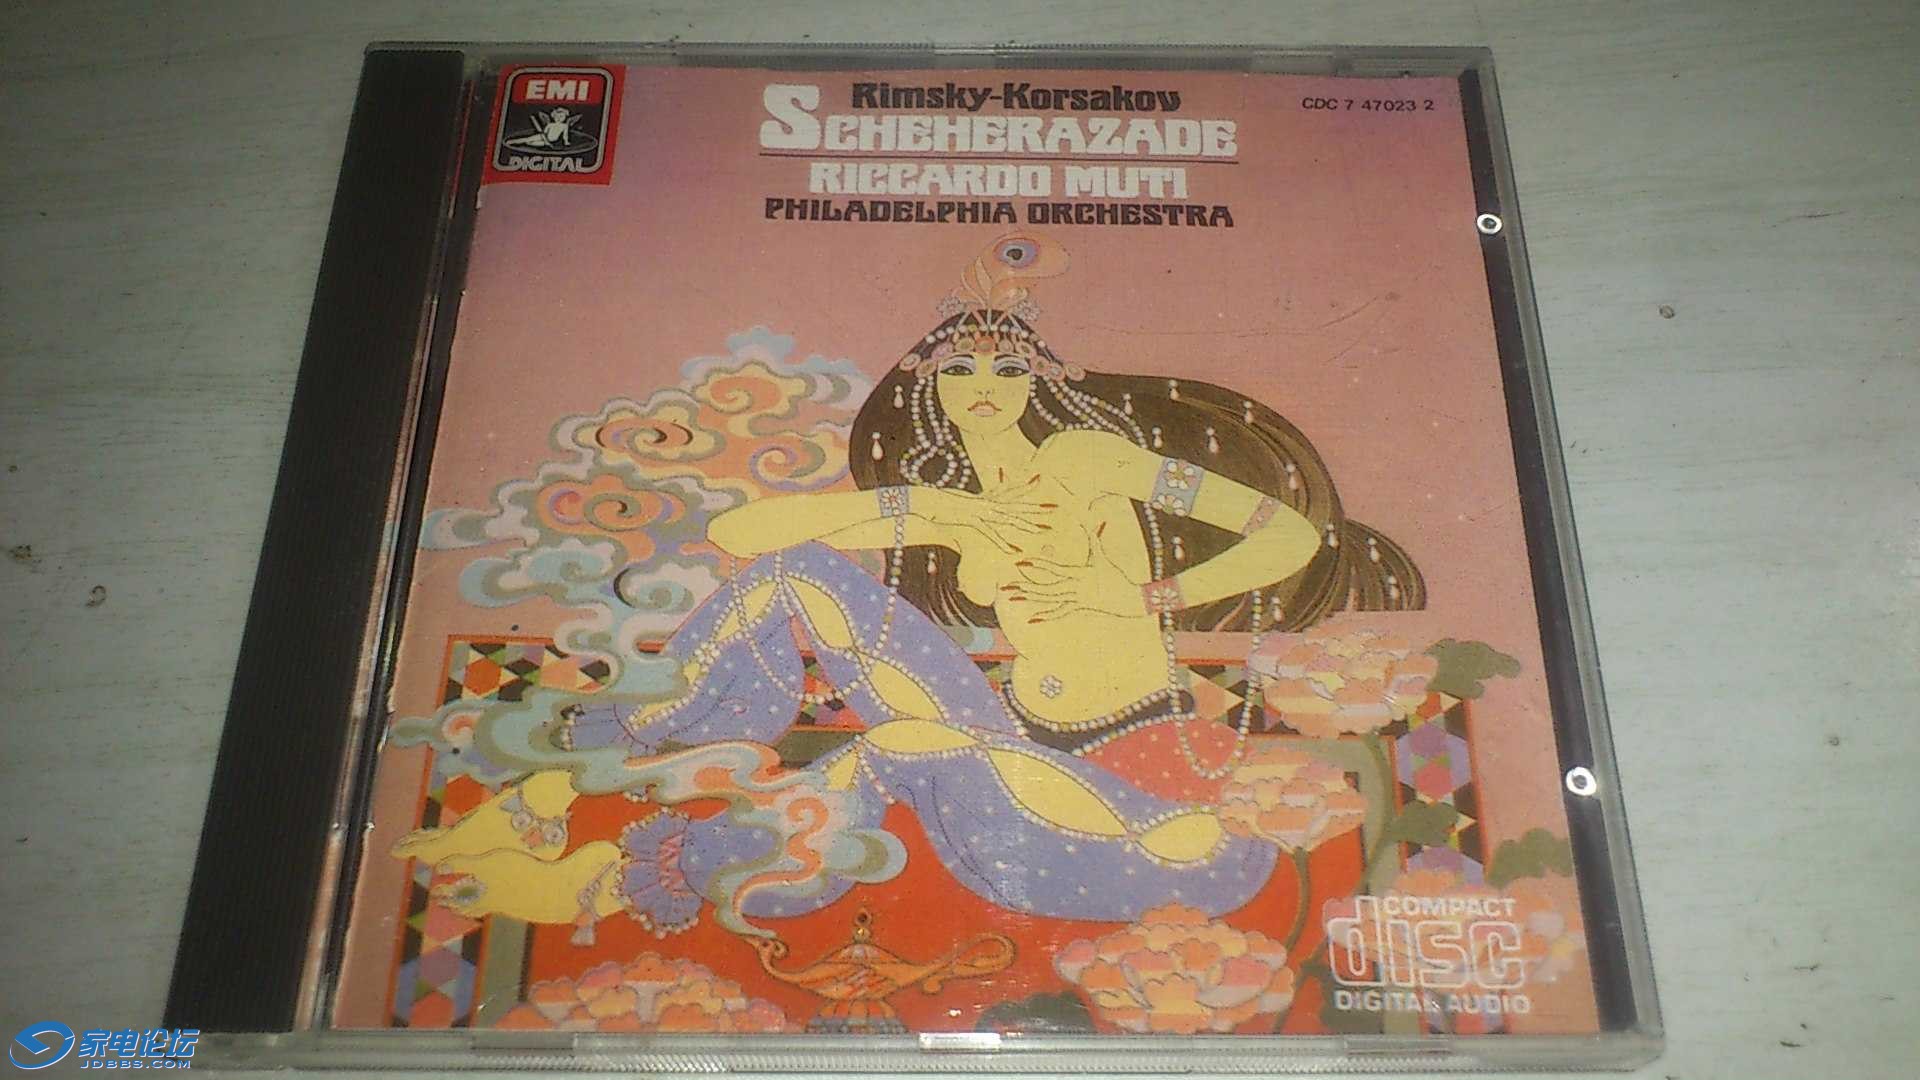 EMI
DIGITAL
Rimsky-Korsakov
SCHEHERAZADE
RICCARDO MUTI
PHILADELPHIA ORCHESTRA
CDC 7 47023 2
COMPACT
disc
DIGITAL AUDIO
家电论坛
JDBBS.COM